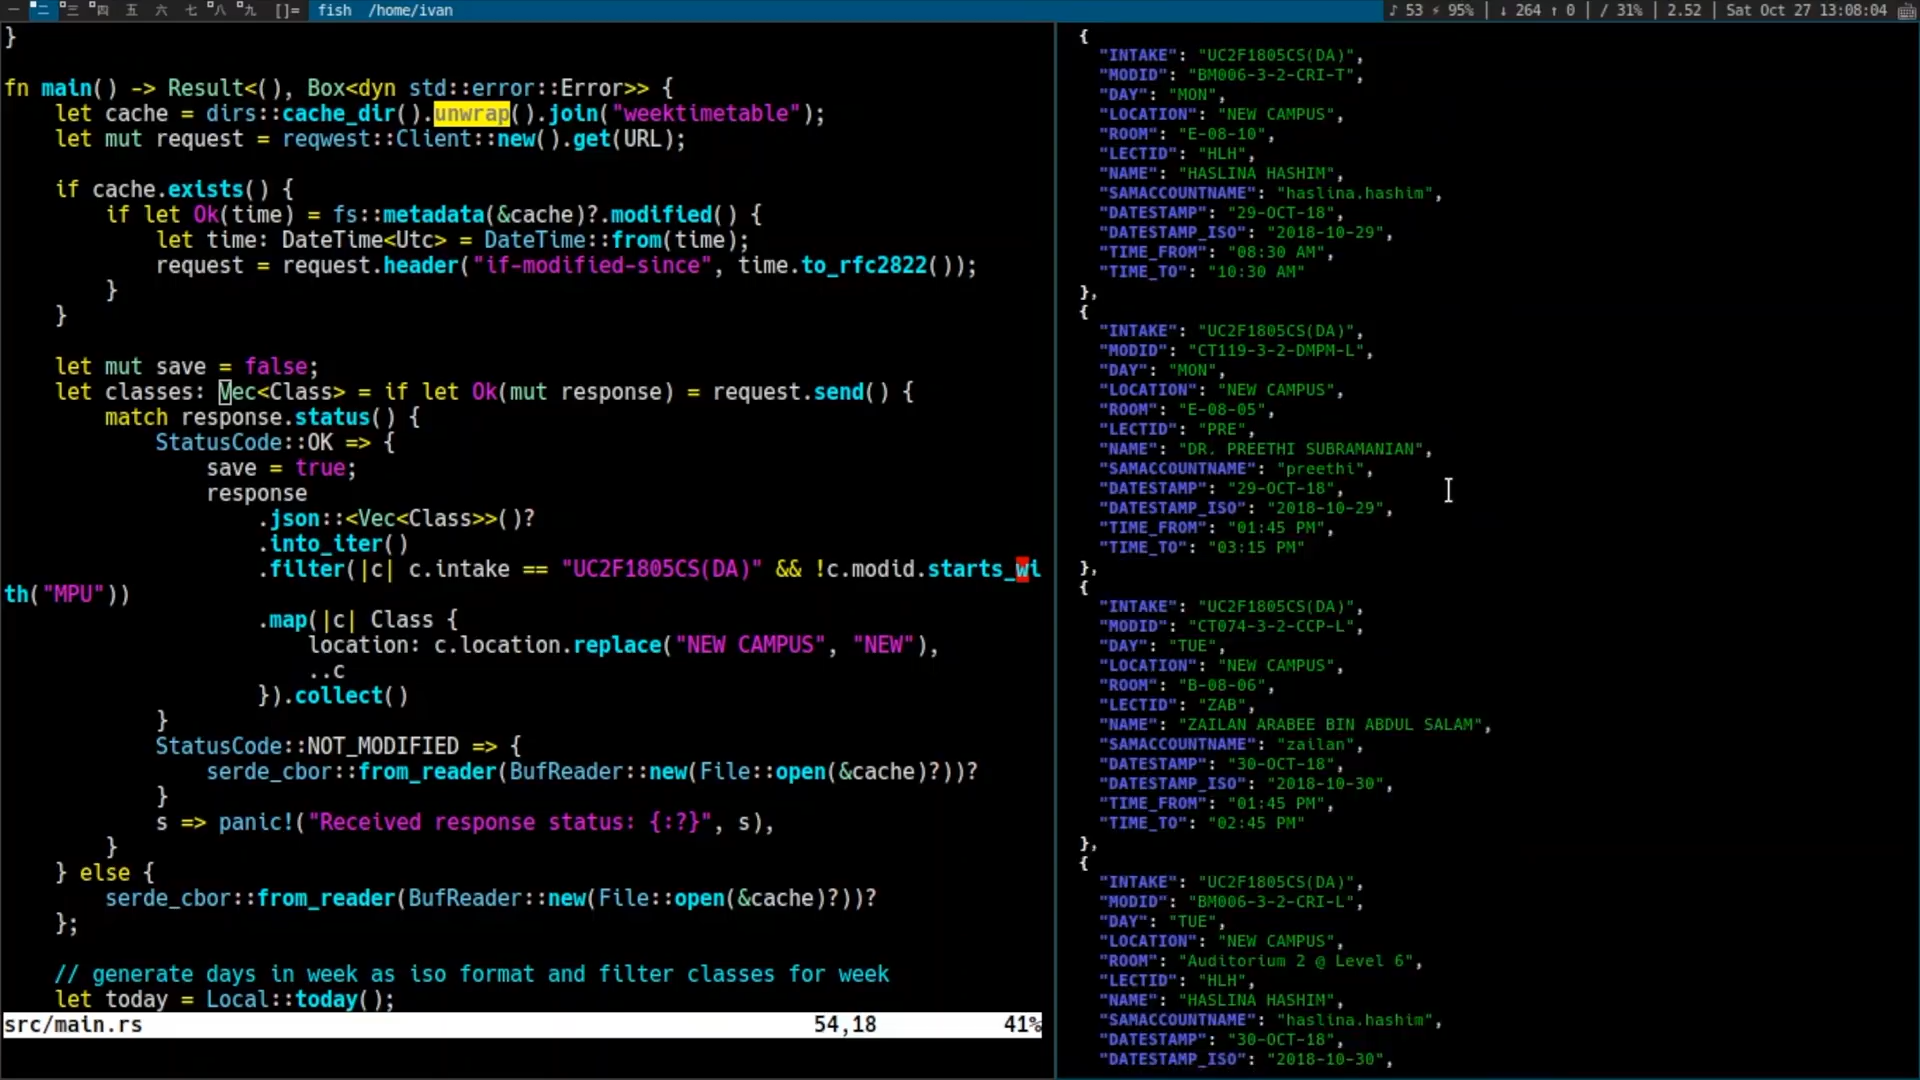 一 二 三 四 五 六 七 八 九 []= fish /home/ivan ♪ 53 ⚡ 95% | ↓ 264 ↑ 0 | / 31% | 2.52 | Sat Oct 27 13:08:04
}
fn main() -> Result<(), Box<dyn std::error::Error>> {
    let cache = dirs::cache_dir().unwrap().join("weektimetable");
    let mut request = reqwest::Client::new().get(URL);
    if cache.exists() {
        if let Ok(time) = fs::metadata(&cache)?.modified() {
            let time: DateTime<Utc> = DateTime::from(time);
            request = request.header("if-modified-since", time.to_rfc2822());
        }
    }
    let mut save = false;
    let classes: Vec<Class> = if let Ok(mut response) = request.send() {
        match response.status() {
            StatusCode::OK => {
                save = true;
                response
                    .json::<Vec<Class>>()?
                    .into_iter()
                    .filter(|c| c.intake == "UC2F1805CS(DA)" && !c.modid.starts_wi
th("MPU"))
                    .map(|c| Class {
                        location: c.location.replace("NEW CAMPUS", "NEW"),
                        ..c
                    }).collect()
            }
            StatusCode::NOT_MODIFIED => {
                serde_cbor::from_reader(BufReader::new(File::open(&cache)?))?
            }
            s => panic!("Received response status: {:?}", s),
        }
    } else {
        serde_cbor::from_reader(BufReader::new(File::open(&cache)?))?
    };
    // generate days in week as iso format and filter classes for week
    let today = Local::today();
src/main.rs 54,18 41%
{
  "INTAKE": "UC2F1805CS(DA)",
  "MODID": "BM006-3-2-CRI-T",
  "DAY": "MON",
  "LOCATION": "NEW CAMPUS",
  "ROOM": "E-08-10",
  "LECTID": "HLH",
  "NAME": "HASLINA HASHIM",
  "SAMACCOUNTNAME": "haslina.hashim",
  "DATESTAMP": "29-OCT-18",
  "DATESTAMP_ISO": "2018-10-29",
  "TIME_FROM": "08:30 AM",
  "TIME_TO": "10:30 AM"
},
{
  "INTAKE": "UC2F1805CS(DA)",
  "MODID": "CT119-3-2-DMPM-L",
  "DAY": "MON",
  "LOCATION": "NEW CAMPUS",
  "ROOM": "E-08-05",
  "LECTID": "PRE",
  "NAME": "DR. PREETHI SUBRAMANIAN",
  "SAMACCOUNTNAME": "preethi",
  "DATESTAMP": "29-OCT-18",
  "DATESTAMP_ISO": "2018-10-29",
  "TIME_FROM": "01:45 PM",
  "TIME_TO": "03:15 PM"
},
{
  "INTAKE": "UC2F1805CS(DA)",
  "MODID": "CT074-3-2-CCP-L",
  "DAY": "TUE",
  "LOCATION": "NEW CAMPUS",
  "ROOM": "B-08-06",
  "LECTID": "ZAB",
  "NAME": "ZAILAN ARABEE BIN ABDUL SALAM",
  "SAMACCOUNTNAME": "zailan",
  "DATESTAMP": "30-OCT-18",
  "DATESTAMP_ISO": "2018-10-30",
  "TIME_FROM": "01:45 PM",
  "TIME_TO": "02:45 PM"
},
{
  "INTAKE": "UC2F1805CS(DA)",
  "MODID": "BM006-3-2-CRI-L",
  "DAY": "TUE",
  "LOCATION": "NEW CAMPUS",
  "ROOM": "Auditorium 2 @ Level 6",
  "LECTID": "HLH",
  "NAME": "HASLINA HASHIM",
  "SAMACCOUNTNAME": "haslina.hashim",
  "DATESTAMP": "30-OCT-18",
  "DATESTAMP_ISO": "2018-10-30",